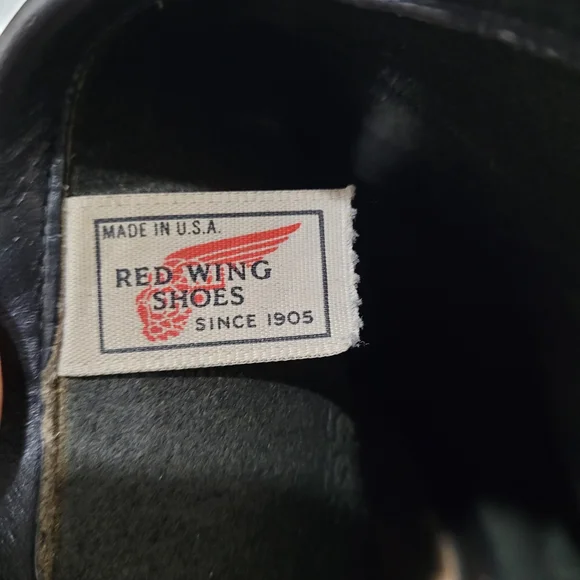 MADE IN U.S.A.
RED WING
SHOES
SINCE 1905